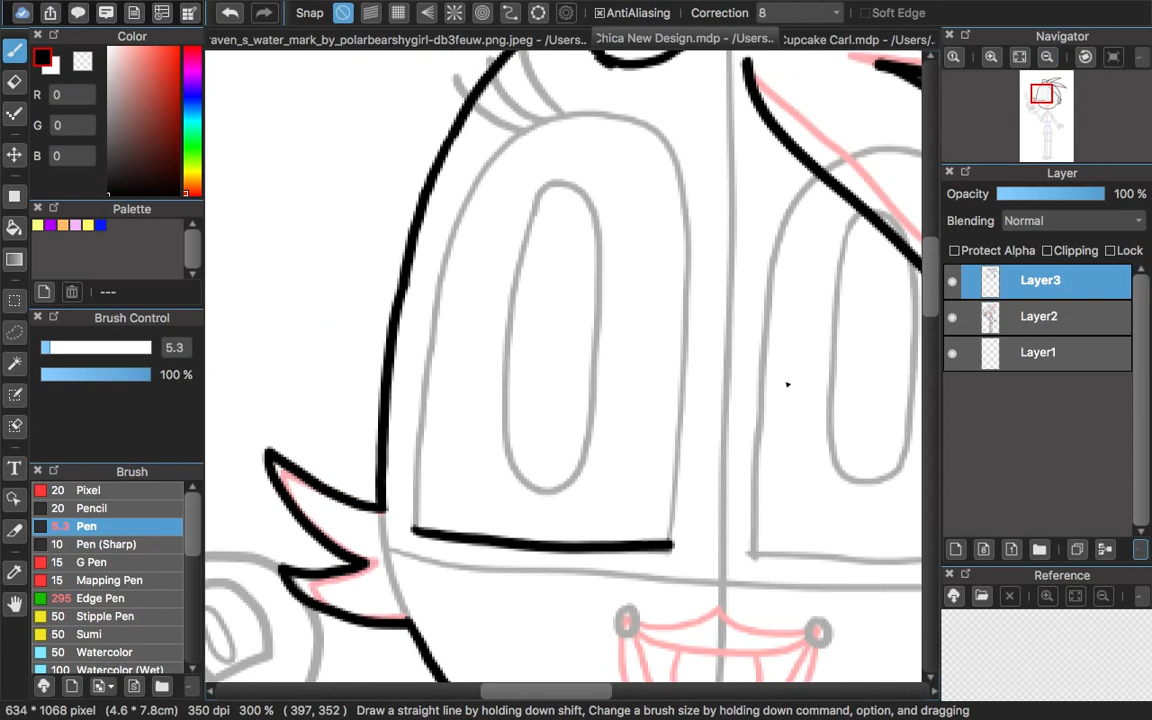 Snap
AntiAliasing
Correction 8
Soft Edge
Color
aven_s_water_mark_by_polarbearshygirl-db3feuw.png.jpeg - /Users..
Chica New Design.mdp - /Users..
Cupcake Carl.mdp - /Users/.
Navigator
R 0
G 0
B 0
Palette
---
Brush Control
5.3
100 %
Brush
20 Pixel
20 Pencil
5.3 Pen
10 Pen (Sharp)
15 G Pen
15 Mapping Pen
295 Edge Pen
50 Stipple Pen
50 Sumi
50 Watercolor
100 Watercolor (Wet)
T
Layer
Opacity 100 %
Blending Normal
Protect Alpha Clipping Lock
Layer3
Layer2
Layer1
Reference
634 * 1068 pixel (4.6 * 7.8cm) 350 dpi 300 % ( 397, 352 ) Draw a straight line by holding down shift, Change a brush size by holding down command, option, and dragging